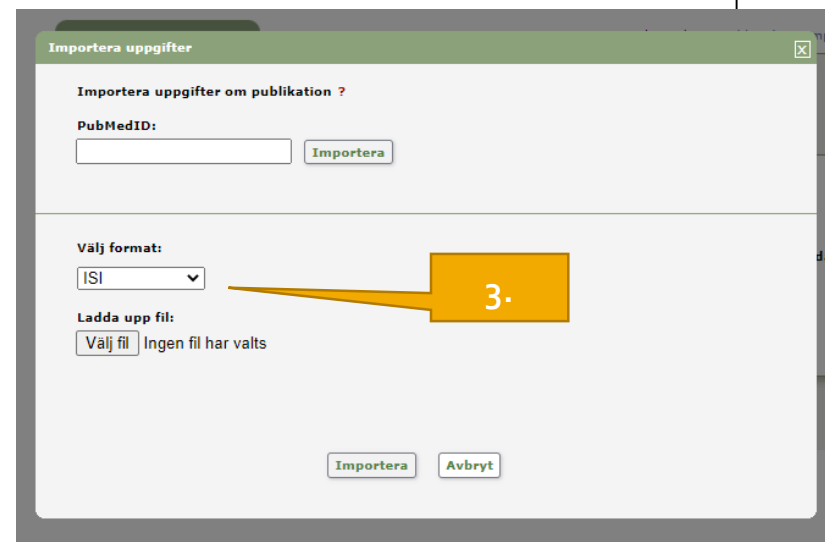 Importera uppgifter
x
Importera uppgifter om publikation ?
PubMedID:
Importera
Välj format:
ISI
3.
Ladda upp fil:
Välj fil Ingen fil har valts
Importera Avbryt